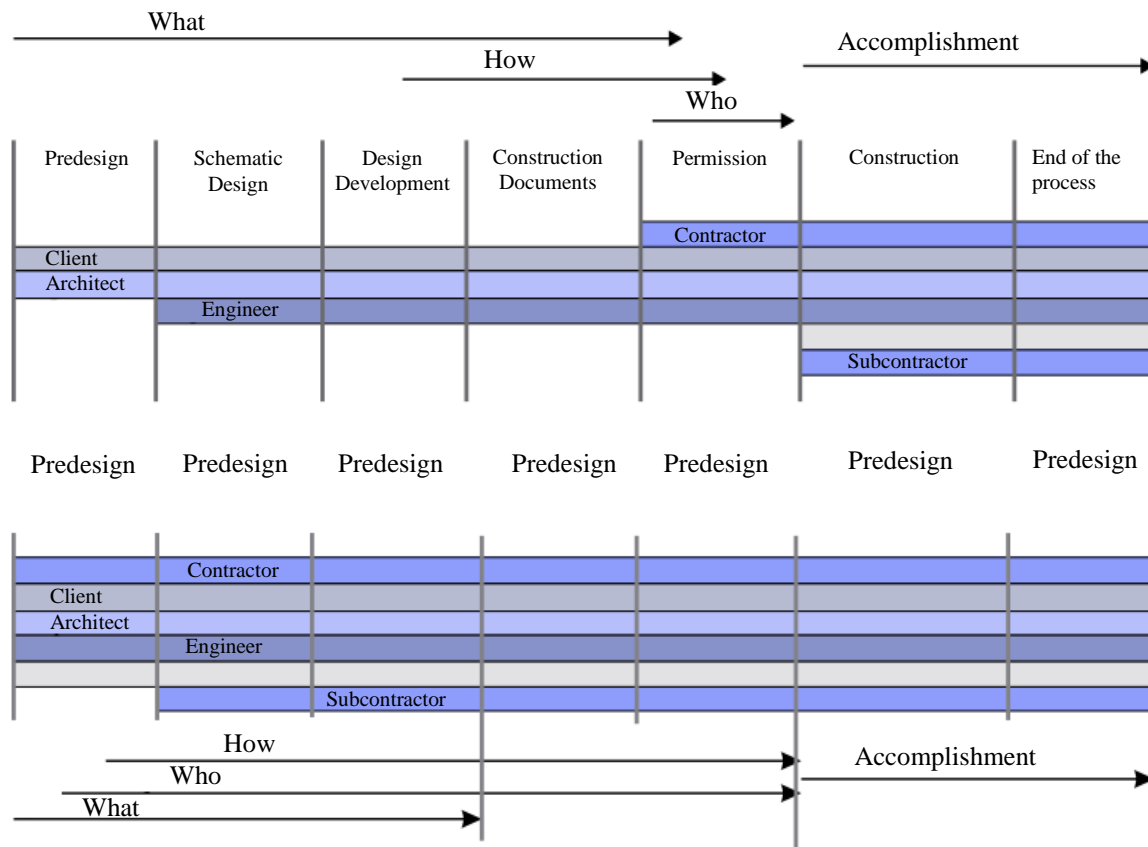 What
How
Accomplishment
Who
Predesign
Schematic
Design
Design
Development
Construction
Documents
Permission
Construction
End of the
process
Contractor
Client
Architect
Engineer
Subcontractor
Predesign Predesign Predesign Predesign Predesign Predesign Predesign
Contractor
Client
Architect
Engineer
Subcontractor
How
Accomplishment
Who
What